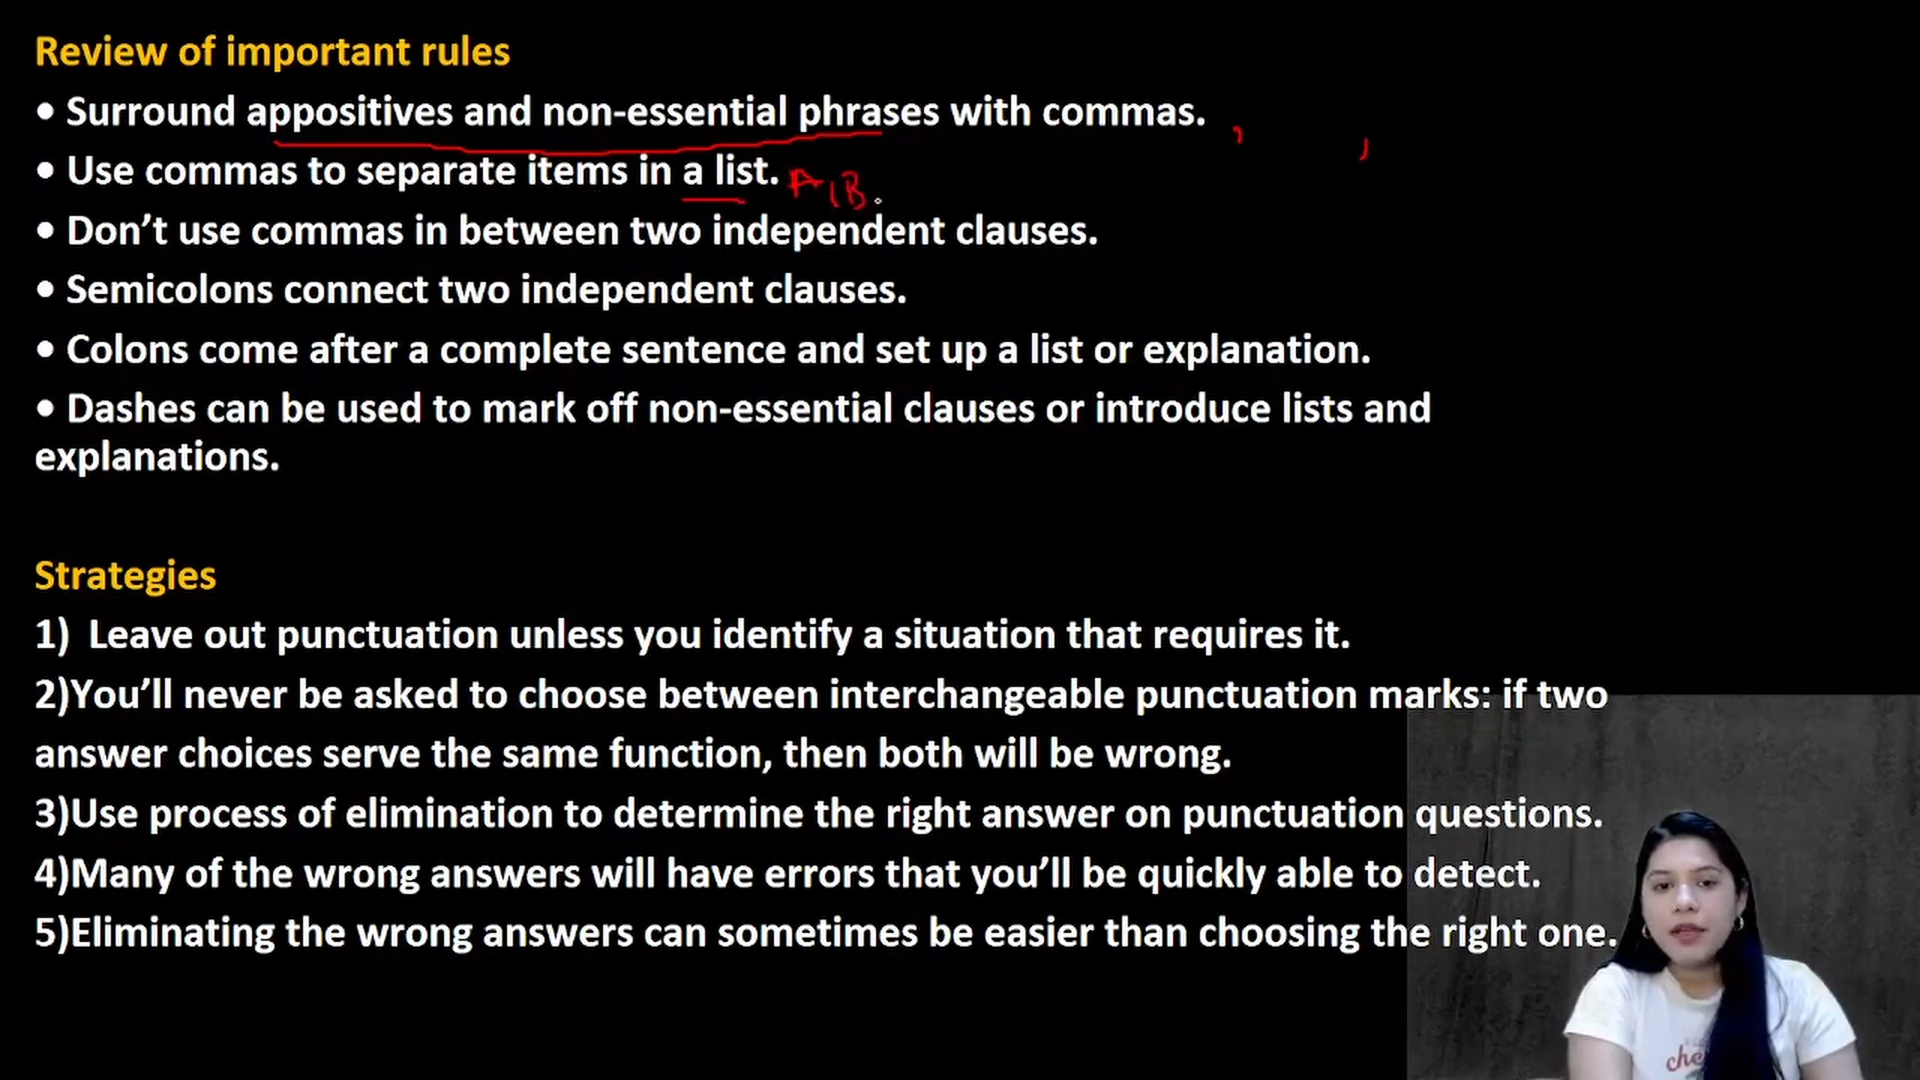 Review of important rules
• Surround appositives and non-essential phrases with commas. , ,
• Use commas to separate items in a list. A, B
• Don’t use commas in between two independent clauses.
• Semicolons connect two independent clauses.
• Colons come after a complete sentence and set up a list or explanation.
• Dashes can be used to mark off non-essential clauses or introduce lists and
explanations.
Strategies
1) Leave out punctuation unless you identify a situation that requires it.
2)You’ll never be asked to choose between interchangeable punctuation marks: if two
answer choices serve the same function, then both will be wrong.
3)Use process of elimination to determine the right answer on punctuation questions.
4)Many of the wrong answers will have errors that you’ll be quickly able to detect.
5)Eliminating the wrong answers can sometimes be easier than choosing the right one.